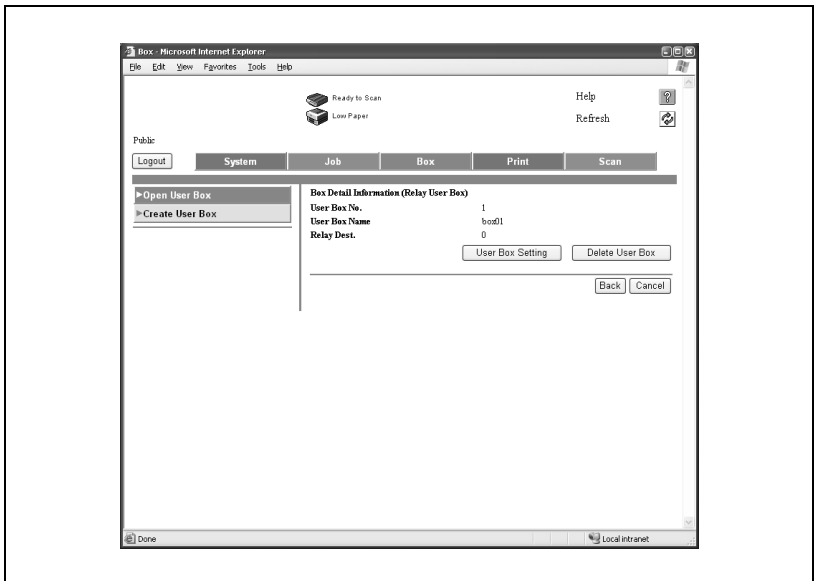 Box - Microsoft Internet Explorer
File Edit View Favorites Tools Help
Ready to Scan
Low Paper
Help
?
Refresh
Public
Logout
System Job Box Print Scan
Open User Box
Create User Box
Box Detail Information (Relay User Box)
User Box No. 1
User Box Name box01
Relay Dest. 0
User Box Setting Delete User Box
Back Cancel
Done
Local intranet